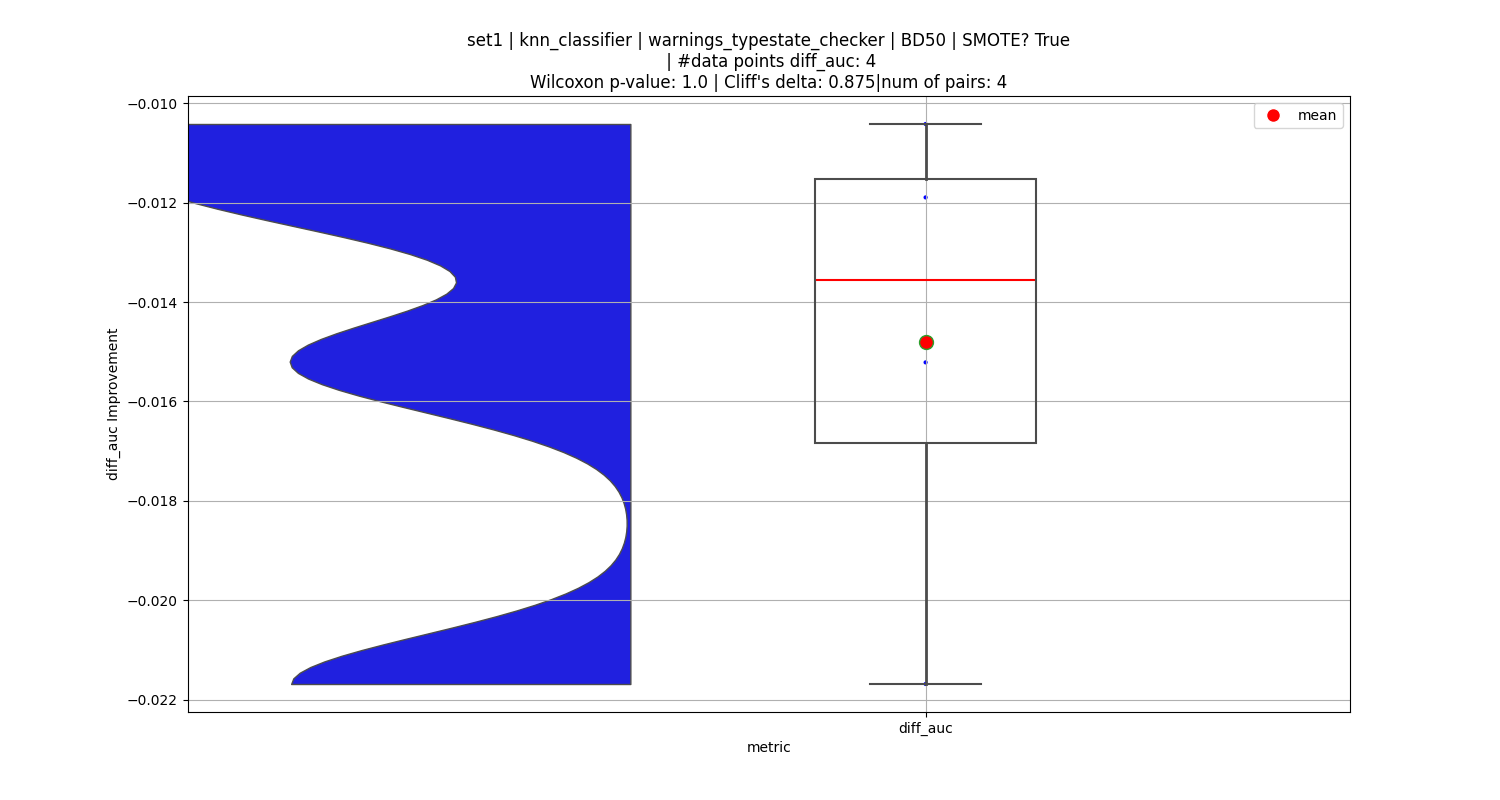 set1 | knn_classifier | warnings_typestate_checker | BD50 | SMOTE? True
| #data points diff_auc: 4
Wilcoxon p-value: 1.0 | Cliff's delta: 0.875|num of pairs: 4
−0.010
mean
−0.012
−0.014
−0.016
−0.018
−0.020
−0.022
diff_auc Improvement
diff_auc
metric